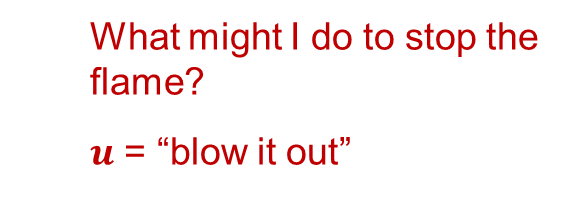 What might I do to stop the
flame?
u = “blow it out”